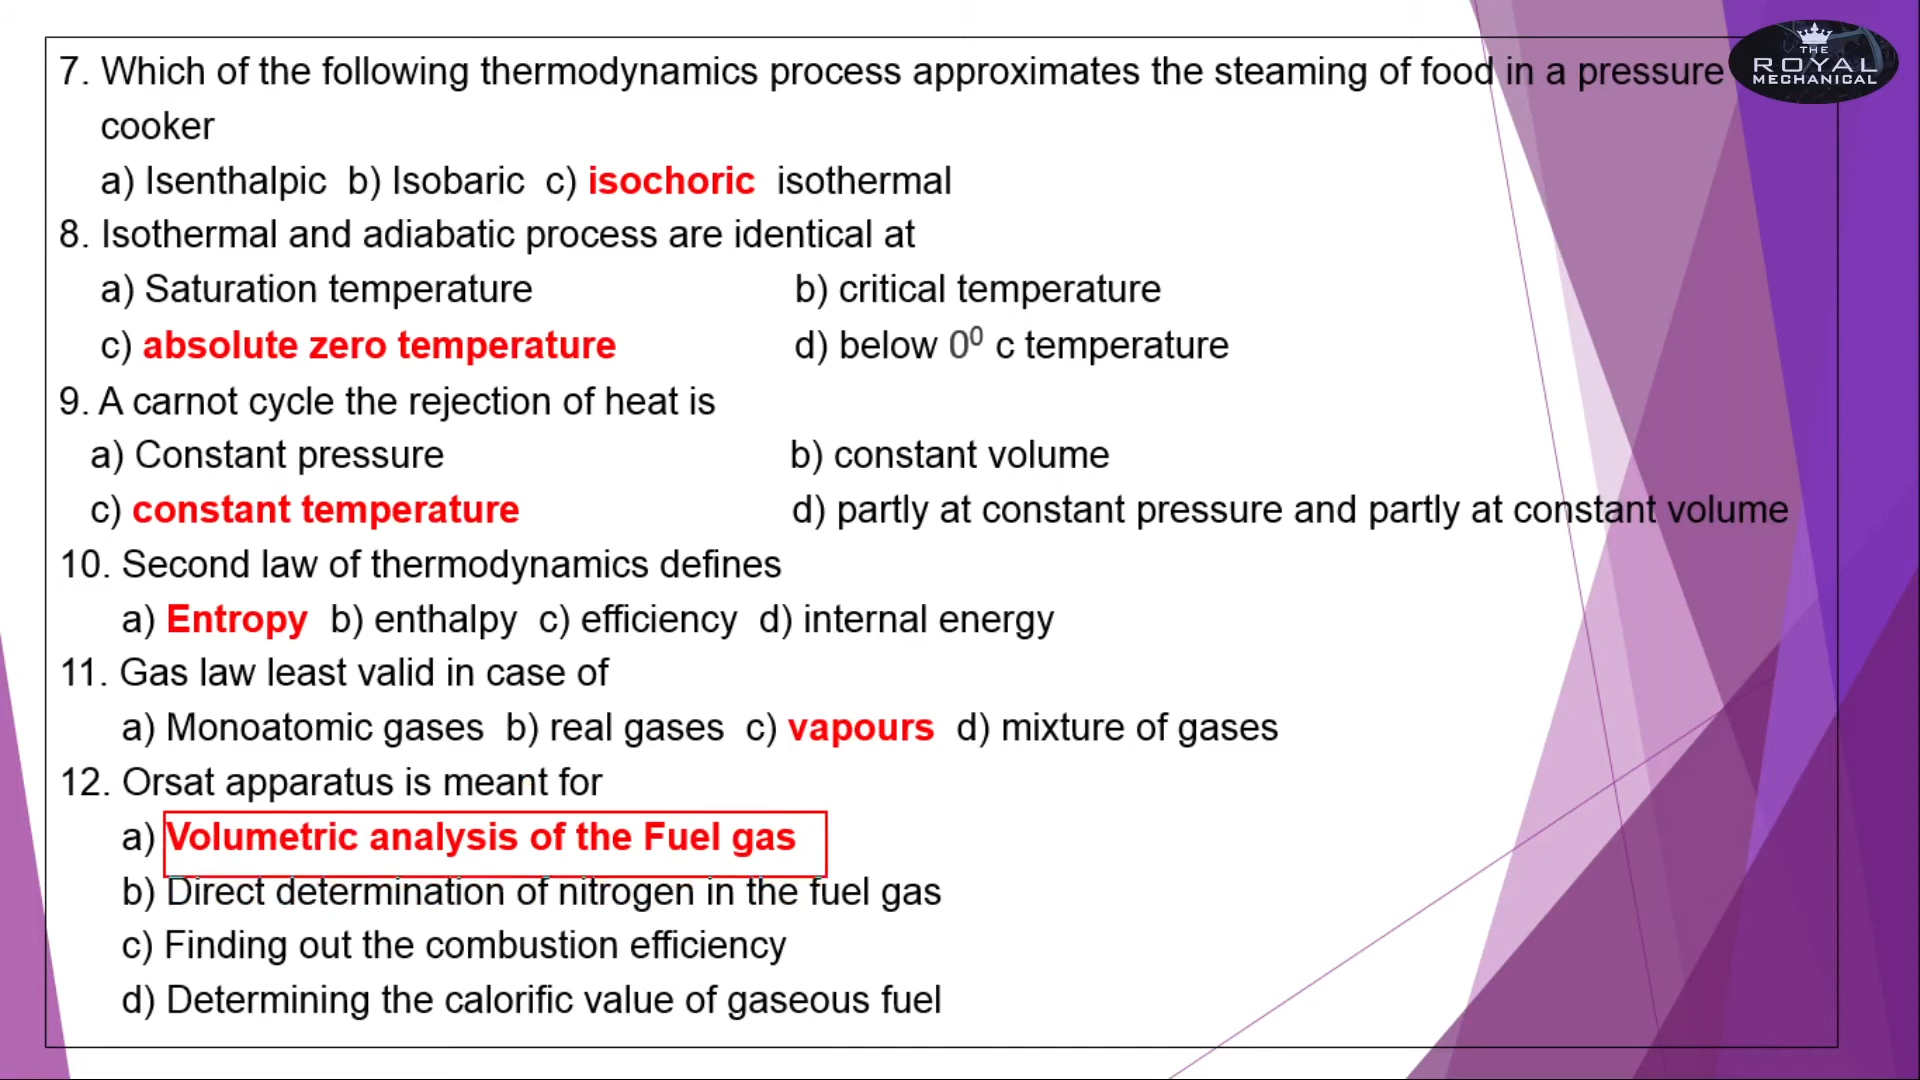 THE
ROYAL
MECHANICAL
7. Which of the following thermodynamics process approximates the steaming of food in a pressure
cooker
a) Isenthalpic b) Isobaric c) isochoric isothermal
8. Isothermal and adiabatic process are identical at
a) Saturation temperature b) critical temperature
c) absolute zero temperature d) below 0⁰ c temperature
9. A carnot cycle the rejection of heat is
a) Constant pressure b) constant volume
c) constant temperature d) partly at constant pressure and partly at constant volume
10. Second law of thermodynamics defines
a) Entropy b) enthalpy c) efficiency d) internal energy
11. Gas law least valid in case of
a) Monoatomic gases b) real gases c) vapours d) mixture of gases
12. Orsat apparatus is meant for
a) Volumetric analysis of the Fuel gas
b) Direct determination of nitrogen in the fuel gas
c) Finding out the combustion efficiency
d) Determining the calorific value of gaseous fuel